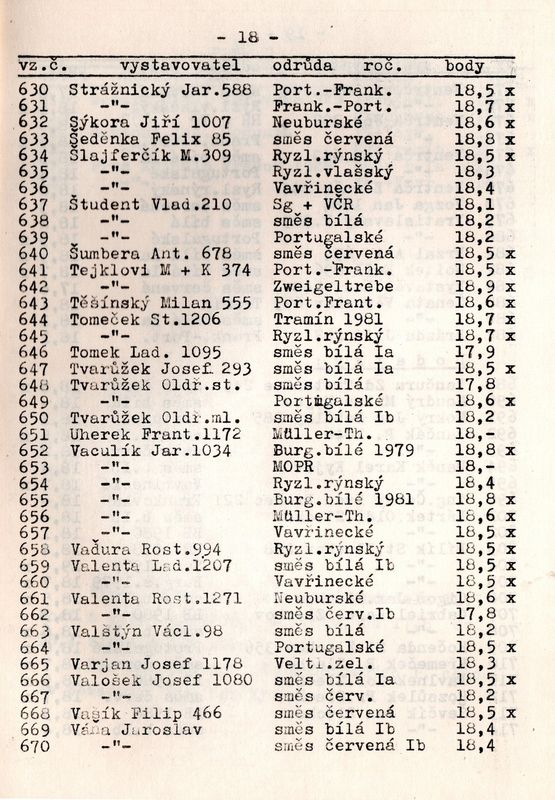 - 18 -
vz.č. vystavovatel odrůda roč. body
630 Strážnický Jar.588 Port.-Frank. 18,5 x
631 -"- Frank.-Port. 18,7 x
632 Sýkora Jiří 1007 Neuburské 18,6 x
633 Šeděnka Felix 85 směs červená 18,8 x
634 Šlajferčík M.309 Ryzl.rýnský 18,5 x
635 -"- Ryzl.vlašský 18,3
636 -"- Vavřinecké 18,4
637 Študent Vlad.210 Sg + VČR 18,1
638 -"- směs bílá 18,2
639 -"- Portugalské 18,2
640 Šumbera Ant. 678 směs červená 18,5 x
641 Tejklovi M + K 374 Port.-Frank. 18,5 x
642 -"- Zweigeltrebe 18,9 x
643 Těšínský Milan 555 Port.Frant. 18,6 x
644 Tomeček St.1206 Tramín 1981 18,7 x
645 -"- Ryzl.rýnský 18,7 x
646 Tomek Lad. 1095 směs bílá Ia 17,9
647 Tvarůžek Josef 293 směs bílá Ia 18,5 x
648 Tvarůžek Oldř.st. směs bílá 17,8
649 -"- Portugalské 18,6 x
650 Tvarůžek Oldř.ml. směs bílá Ib 18,2
651 Uherek Frant.1172 Müller-Th. 18,-
652 Vaculík Jar.1034 Burg.bílé 1979 18,8 x
653 -"- MOPR 18,-
654 -"- Ryzl.rýnský 18,4
655 -"- Burg.bílé 1981 18,8 x
656 -"- Müller-Th. 18,6 x
657 -"- Vavřinecké 18,5 x
658 Vaďura Rost.994 Ryzl.rýnský 18,5 x
659 Valenta Lad.1207 směs bílá Ib 18,5 x
660 -"- Vavřinecké 18,5 x
661 Valenta Rost.1271 Neuburské 18,6 x
662 -"- směs červ.Ib 17,8
663 Valštýn Václ.98 směs bílá 18,2
664 -"- Portugalské 18,5 x
665 Varjan Josef 1178 Veltl.zel. 18,3
666 Valošek Josef 1080 směs bílá Ia 18,5 x
667 -"- směs červ. 18,2
668 Vašík Filip 466 směs červená 18,5 x
669 Váňa Jaroslav směs bílá Ib 18,4
670 -"- směs červená Ib 18,4